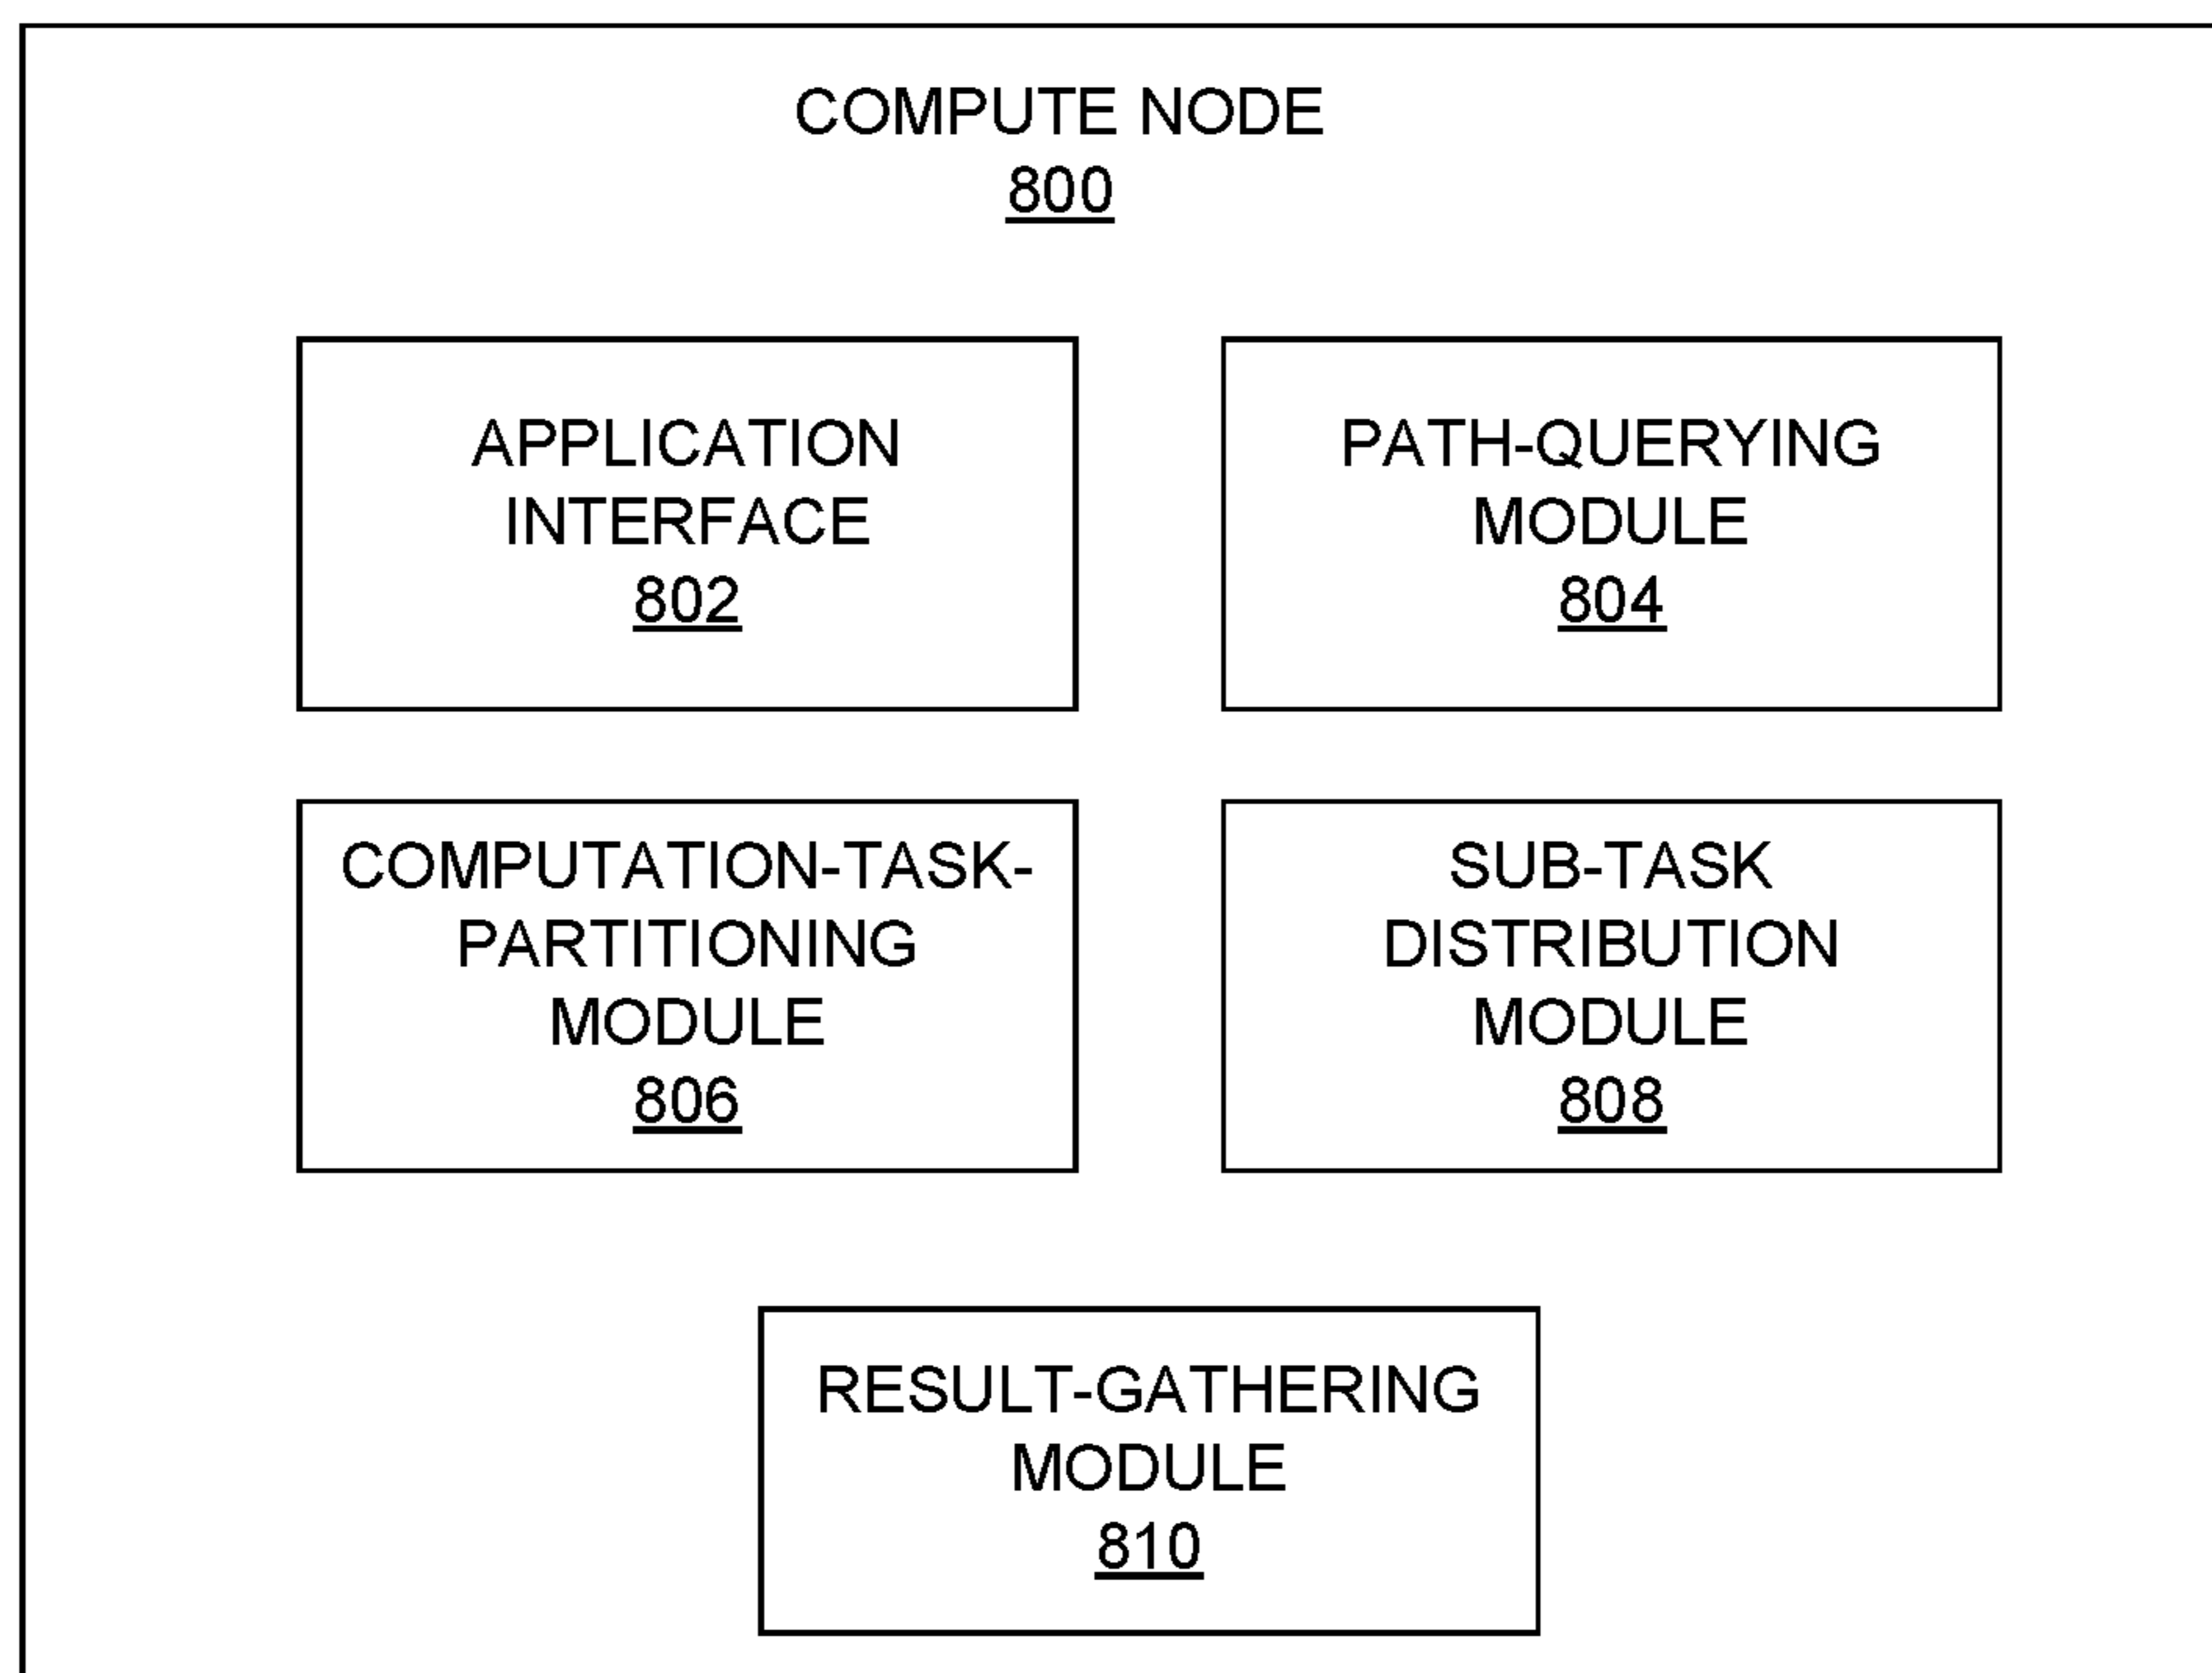 COMPUTE NODE
800
APPLICATION
INTERFACE
802
PATH-QUERYING
MODULE
804
COMPUTATION-TASK-
PARTITIONING
MODULE
806
SUB-TASK
DISTRIBUTION
MODULE
808
RESULT-GATHERING
MODULE
810